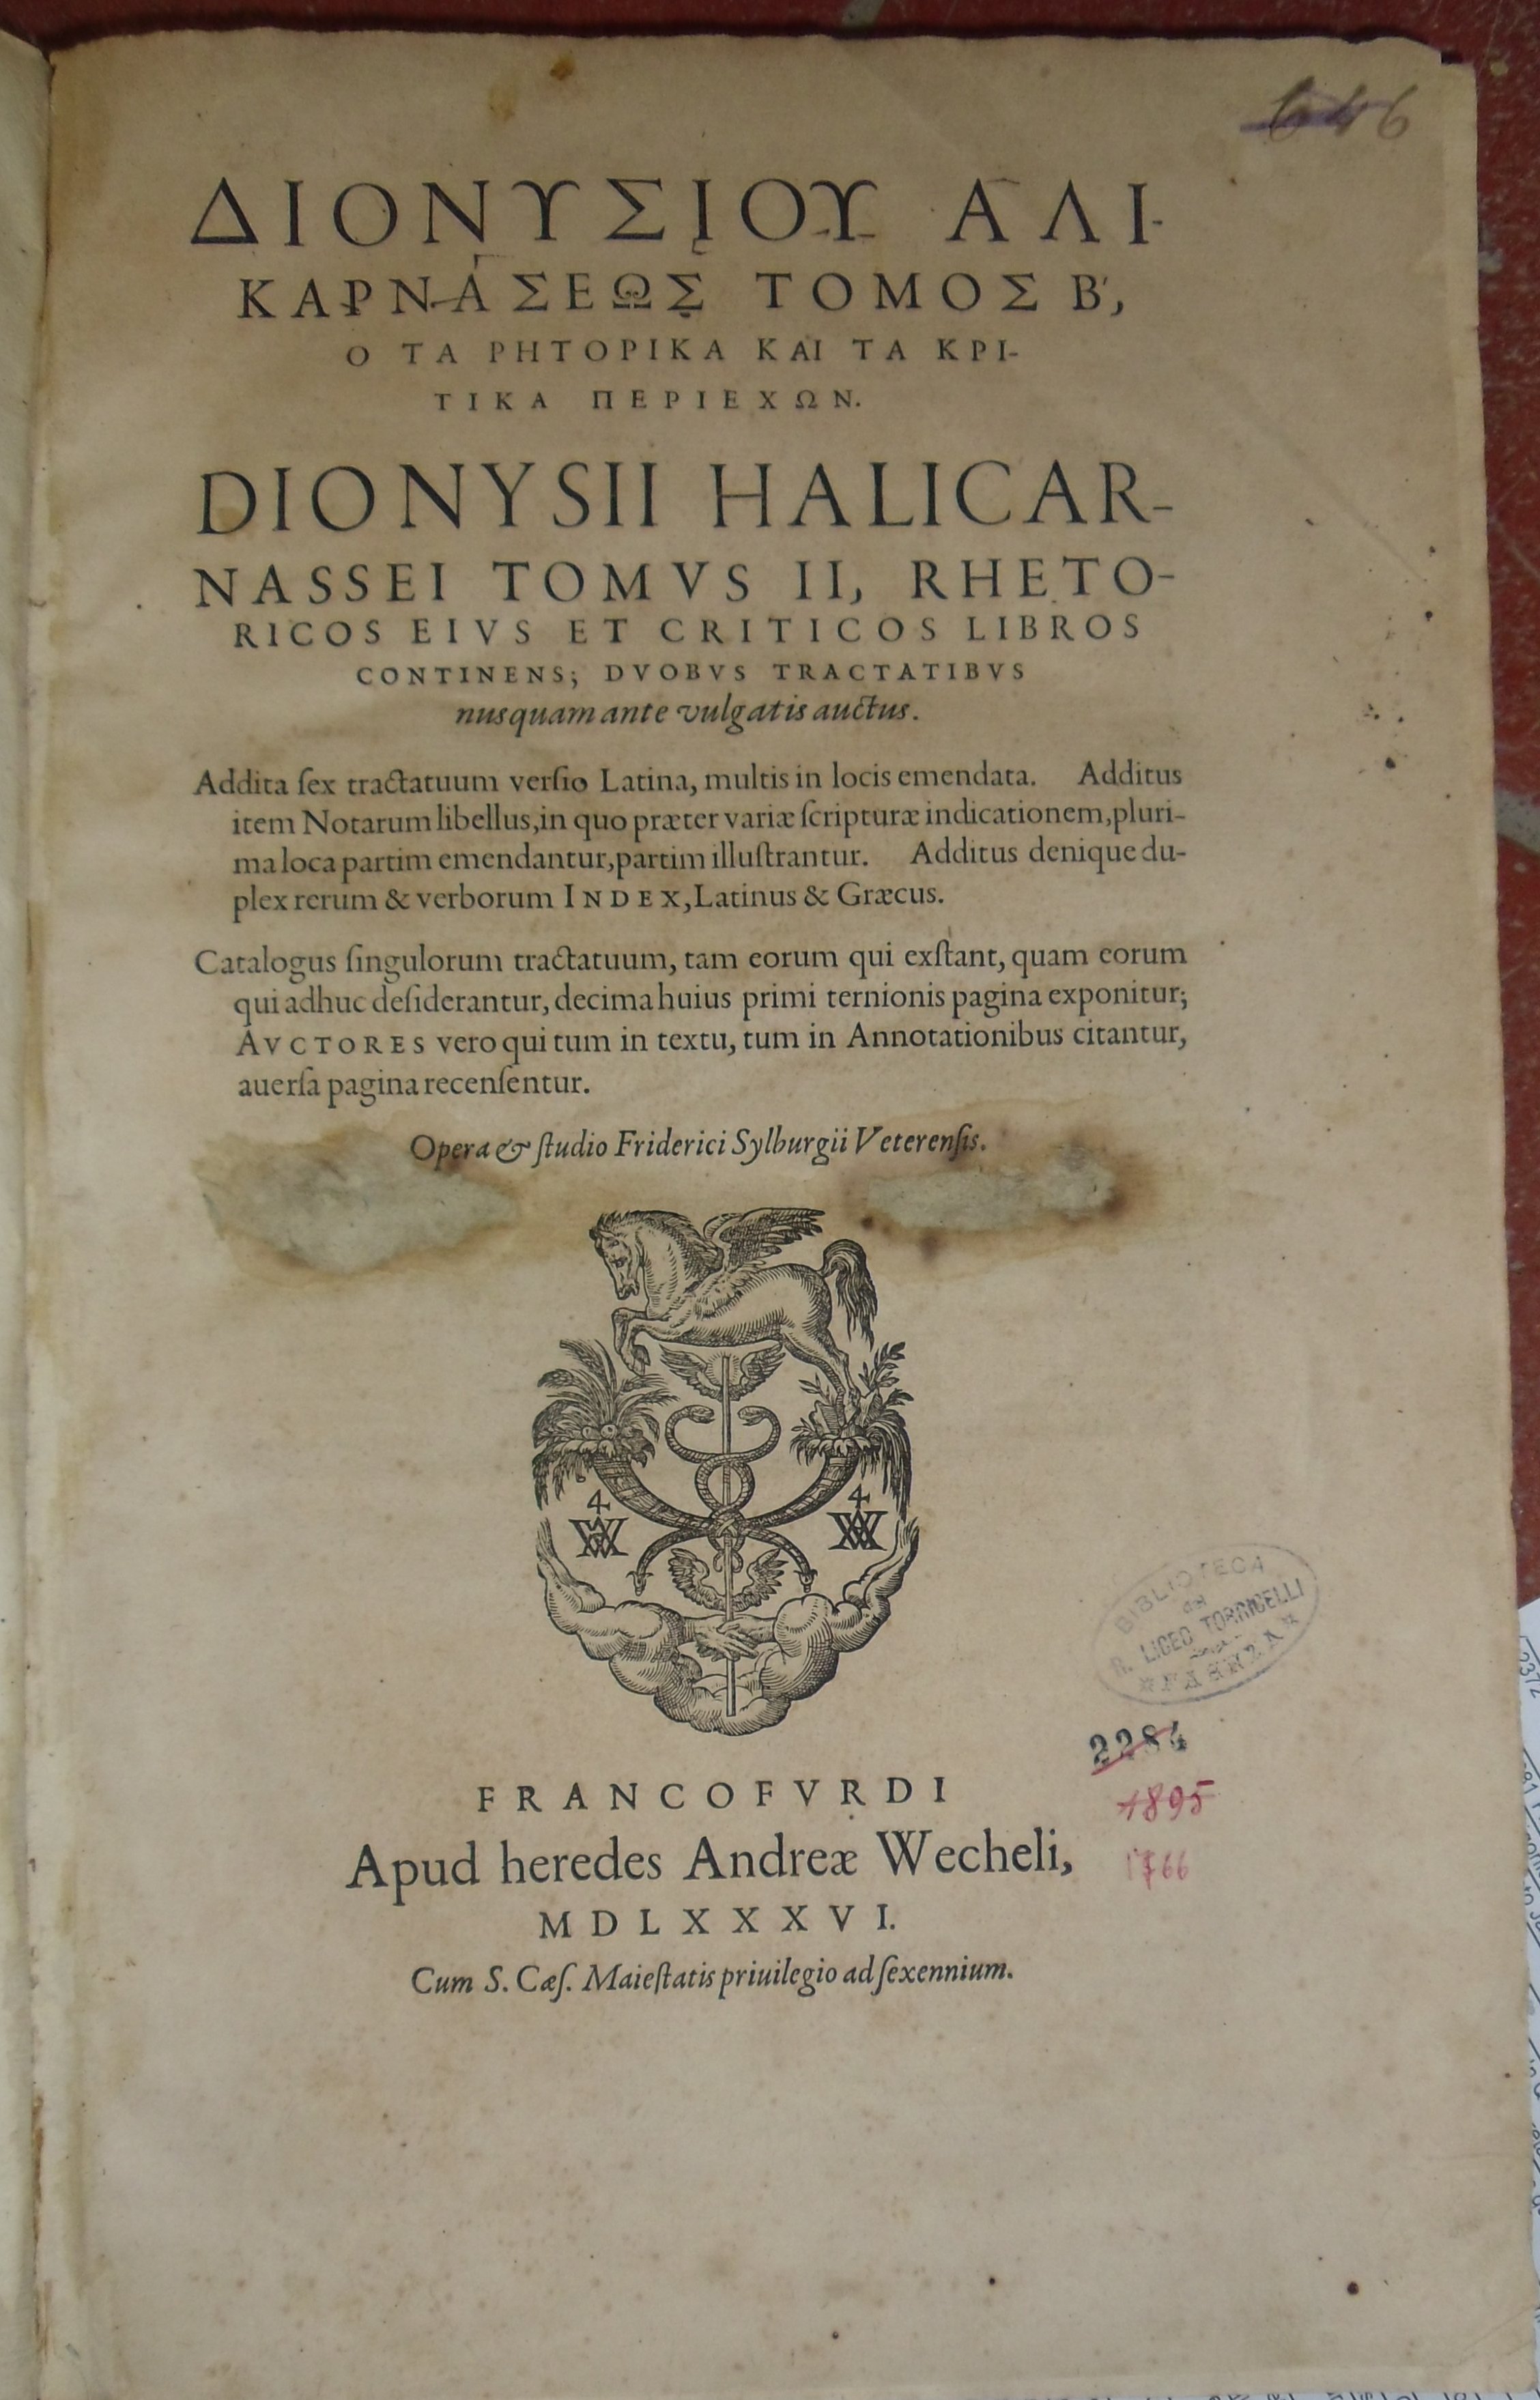 646
ΔΙΟΝΥΣΙΟΥ ΑΛΙ-
ΚΑΡΝΑΣΕΩΣ ΤΟΜΟΣ Β',
Ο ΤΑ ΡΗΤΟΡΙΚΑ ΚΑΙ ΤΑ ΚΡΙ-
ΤΙΚΑ ΠΕΡΙΕΧΩΝ.
DIONYSII HALICAR-
NASSEI TOMVS II, RHETO-
RICOS EIVS ET CRITICOS LIBROS
CONTINENS; DVOBVS TRACTATIBVS
nusquam ante vulgatis auctus.
Addita ſex tractatuum verſio Latina, multis in locis emendata. Additus
item Notarum libellus, in quo præter variæ ſcripturæ indicationem, pluri-
ma loca partim emendantur, partim illuſtrantur. Additus denique du-
plex rerum & verborum INDEX, Latinus & Græcus.
Catalogus ſingulorum tractatuum, tam eorum qui exſtant, quam eorum
qui adhuc deſiderantur, decima huius primi ternionis pagina exponitur;
AVCTORES vero qui tum in textu, tum in Annotationibus citantur,
auerſa pagina recenſentur.
Opera & ſtudio Friderici Sylburgii Veterenſis.
BIBLIOTECA
del
R. LICEO TORRICELLI
FAENZA
2284
FRANCOFVRDI
1895
Apud heredes Andreæ Wecheli,
1766
MDLXXXVI.
Cum S. Cæſ. Maieſtatis priuilegio ad ſexennium.